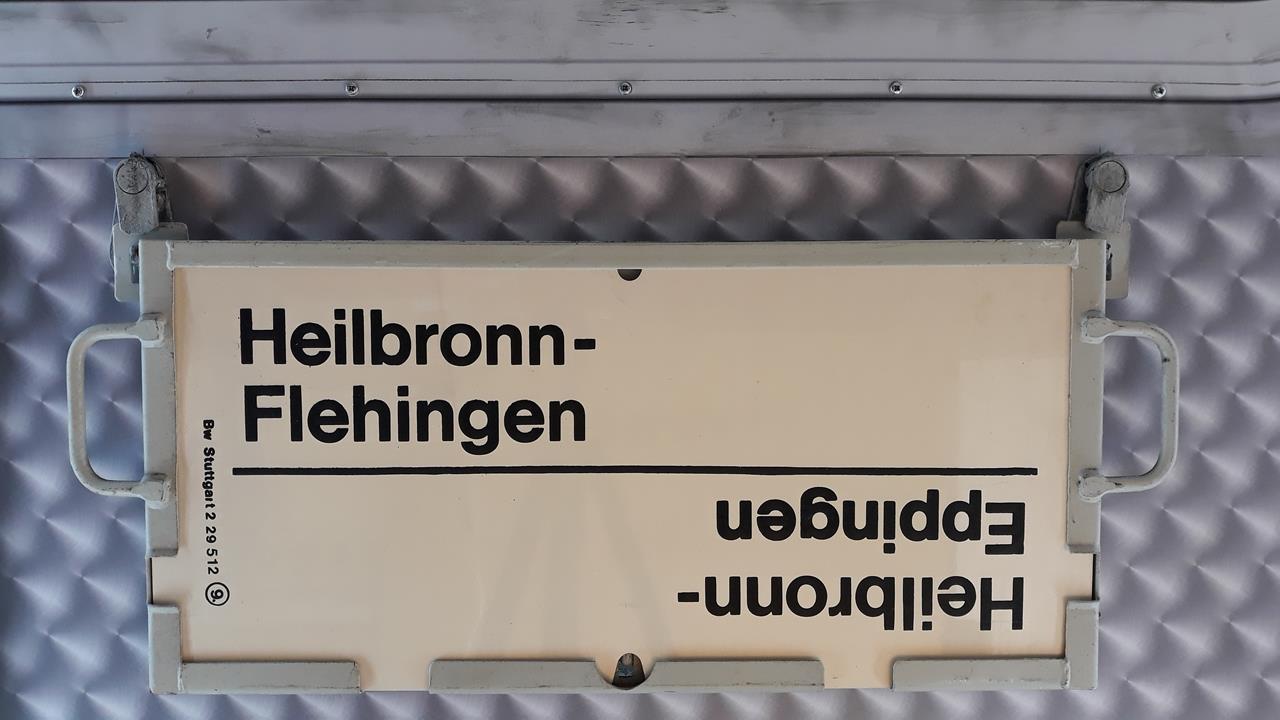 Heilbronn-
Flehingen
Bw Stuttgart 2 29 512 9.
Heilbronn-
Eppingen